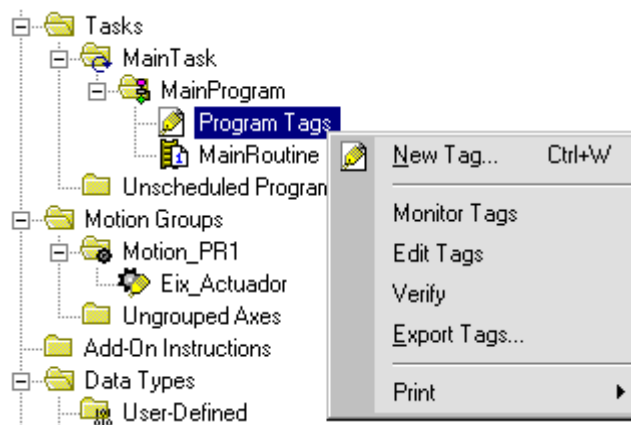 Tasks
MainTask
MainProgram
Program Tags
MainRoutine
Unscheduled Program
Motion Groups
Motion_PR1
Eix_Actuador
Ungrouped Axes
Add-On Instructions
Data Types
User-Defined
New Tag... Ctrl+W
Monitor Tags
Edit Tags
Verify
Export Tags...
Print